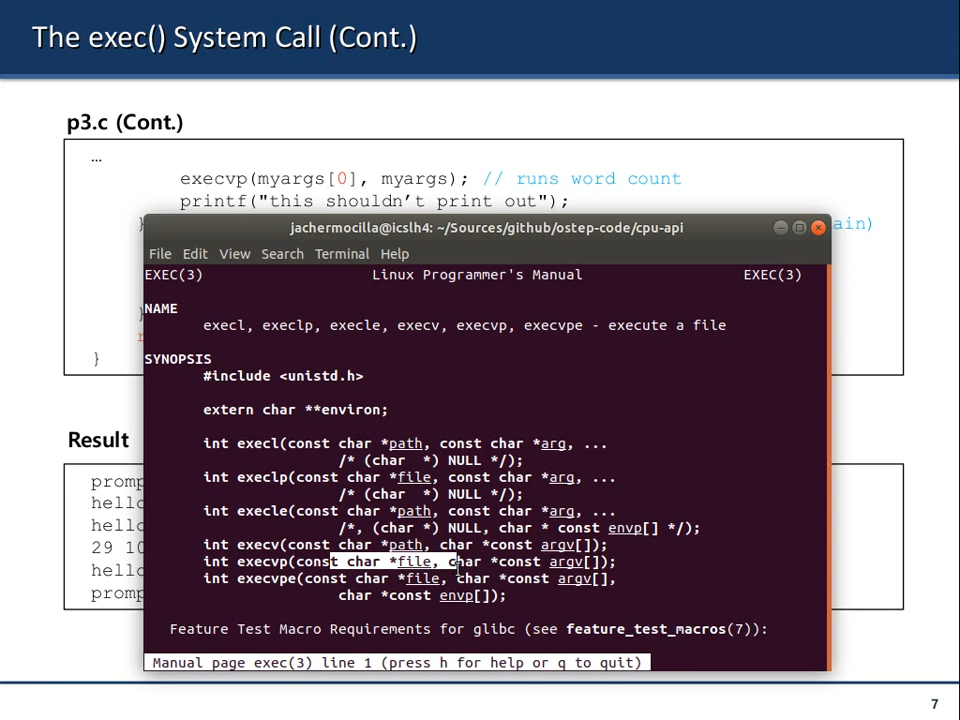 The exec() System Call (Cont.)
p3.c (Cont.)
…
execvp(myargs[0], myargs); // runs word count
printf("this shouldn’t print out");
}
ain)
jachermocilla@icslh4: ~/Sources/github/ostep-code/cpu-api
File Edit View Search Terminal Help
EXEC(3) Linux Programmer's Manual EXEC(3)
NAME
execl, execlp, execle, execv, execvp, execvpe - execute a file
SYNOPSIS
#include <unistd.h>
extern char **environ;
int execl(const char *path, const char *arg, ...
/* (char  *) NULL */);
int execlp(const char *file, const char *arg, ...
/* (char  *) NULL */);
int execle(const char *path, const char *arg, ...
/*, (char *) NULL, char * const envp[] */);
int execv(const char *path, char *const argv[]);
int execvp(const char *file, char *const argv[]);
int execvpe(const char *file, char *const argv[],
char *const envp[]);
Feature Test Macro Requirements for glibc (see feature_test_macros(7)):
Manual page exec(3) line 1 (press h for help or q to quit)
}
r
}
Result
promp
hello
hello
29 10
hello
promp
7